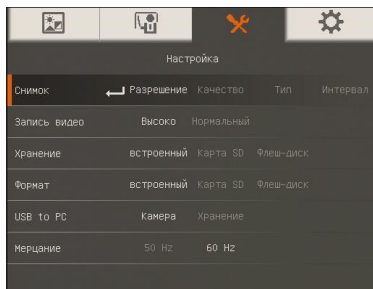 Настройка
Снимок Разрешение Качество Тип Интервал
Запись видео Высоко Нормальный
Хранение встроенный Карта SD Флеш-диск
Формат встроенный Карта SD Флеш-диск
USB to PC Камера Хранение
Мерцание 50 Hz 60 Hz